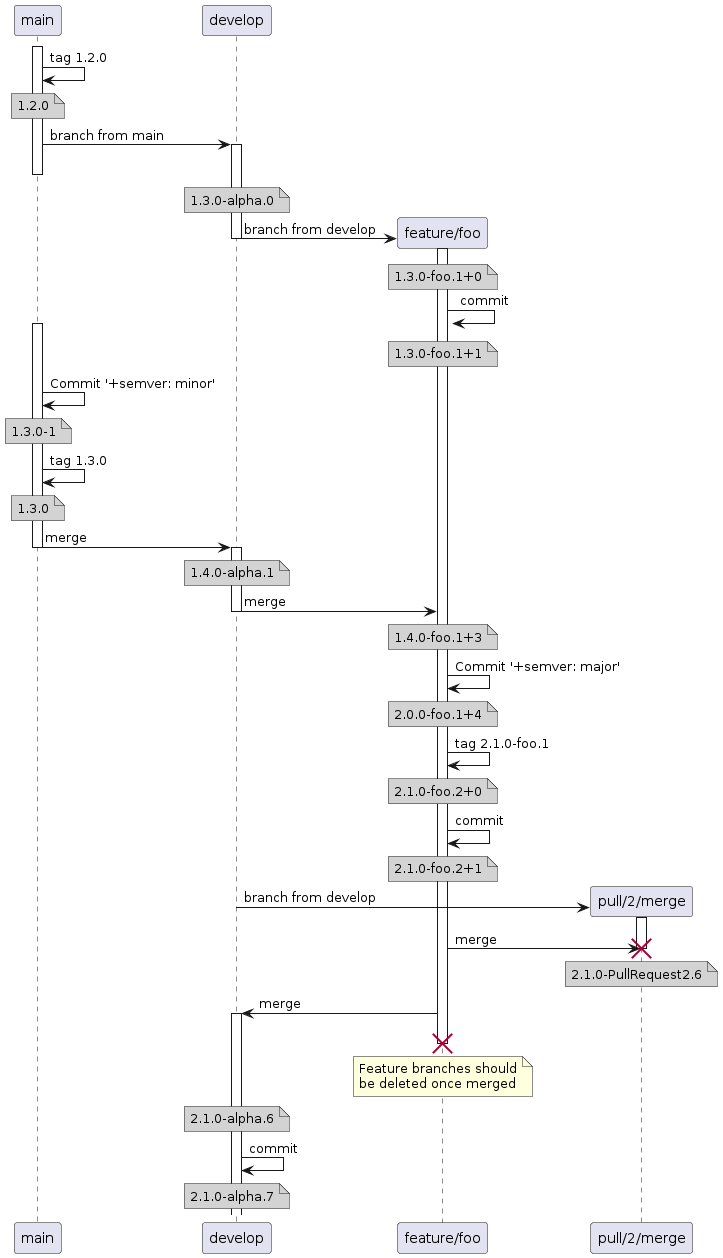 main
develop
tag 1.2.0
1.2.0
branch from main
1.3.0-alpha.0
branch from develop
feature/foo
1.3.0-foo.1+0
commit
1.3.0-foo.1+1
Commit '+semver: minor'
1.3.0-1
tag 1.3.0
1.3.0
merge
1.4.0-alpha.1
merge
1.4.0-foo.1+3
Commit '+semver: major'
2.0.0-foo.1+4
tag 2.1.0-foo.1
2.1.0-foo.2+0
commit
2.1.0-foo.2+1
branch from develop
pull/2/merge
merge
2.1.0-PullRequest2.6
merge
Feature branches should
be deleted once merged
2.1.0-alpha.6
commit
2.1.0-alpha.7
main
develop
feature/foo
pull/2/merge